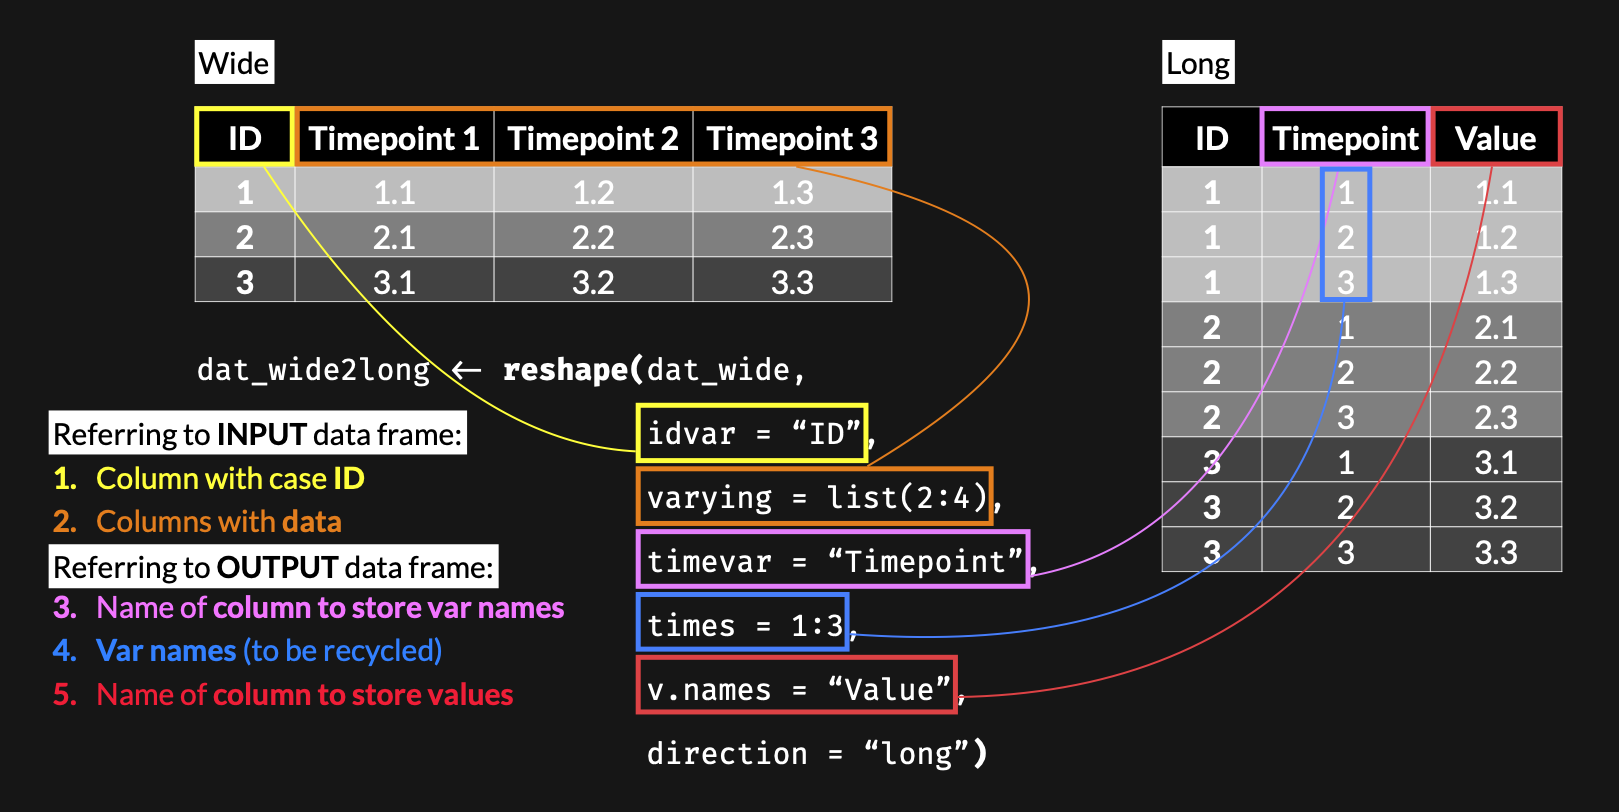 Wide
ID Timepoint 1 Timepoint 2 Timepoint 3
1 1.1 1.2 1.3
2 2.1 2.2 2.3
3 3.1 3.2 3.3
Long
ID Timepoint Value
1 1 1.1
1 2 1.2
1 3 1.3
2 1 2.1
2 2 2.2
2 3 2.3
3 1 3.1
3 2 3.2
3 3 3.3
dat_wide2long <- reshape(dat_wide,
idvar = “ID”,
varying = list(2:4),
timevar = “Timepoint”,
times = 1:3,
v.names = “Value”,
direction = “long”)
Referring to INPUT data frame:
1. Column with case ID
2. Columns with data
Referring to OUTPUT data frame:
3. Name of column to store var names
4. Var names (to be recycled)
5. Name of column to store values